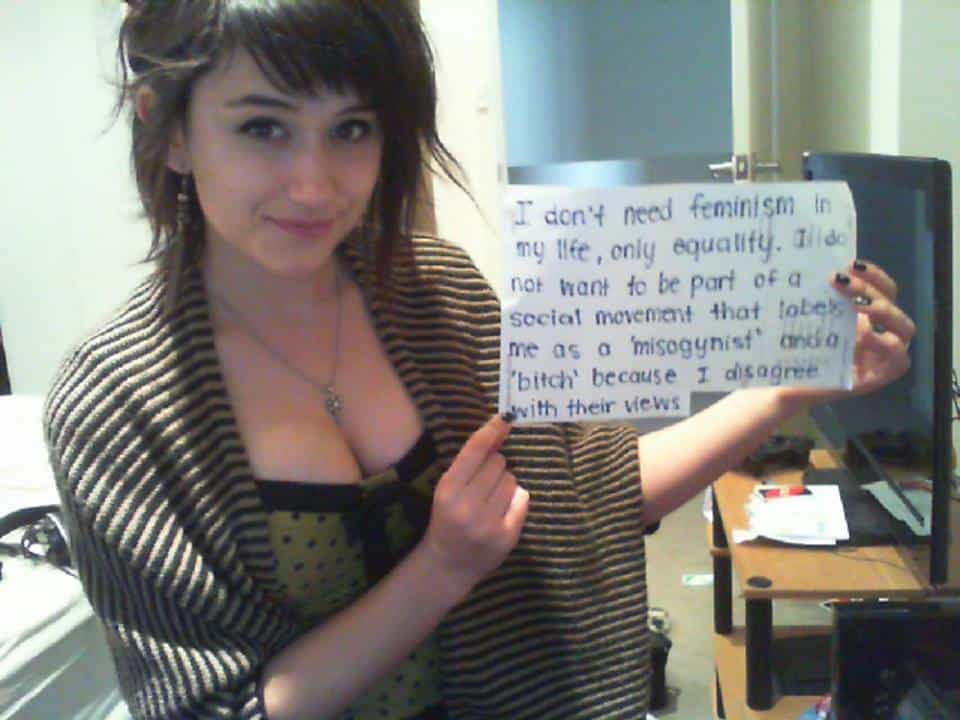 I don't need feminism in
my life, only equality. I do
not want to be part of a
social movement that labels
me as a 'misogynist' and a
'bitch' because I disagree
with their views